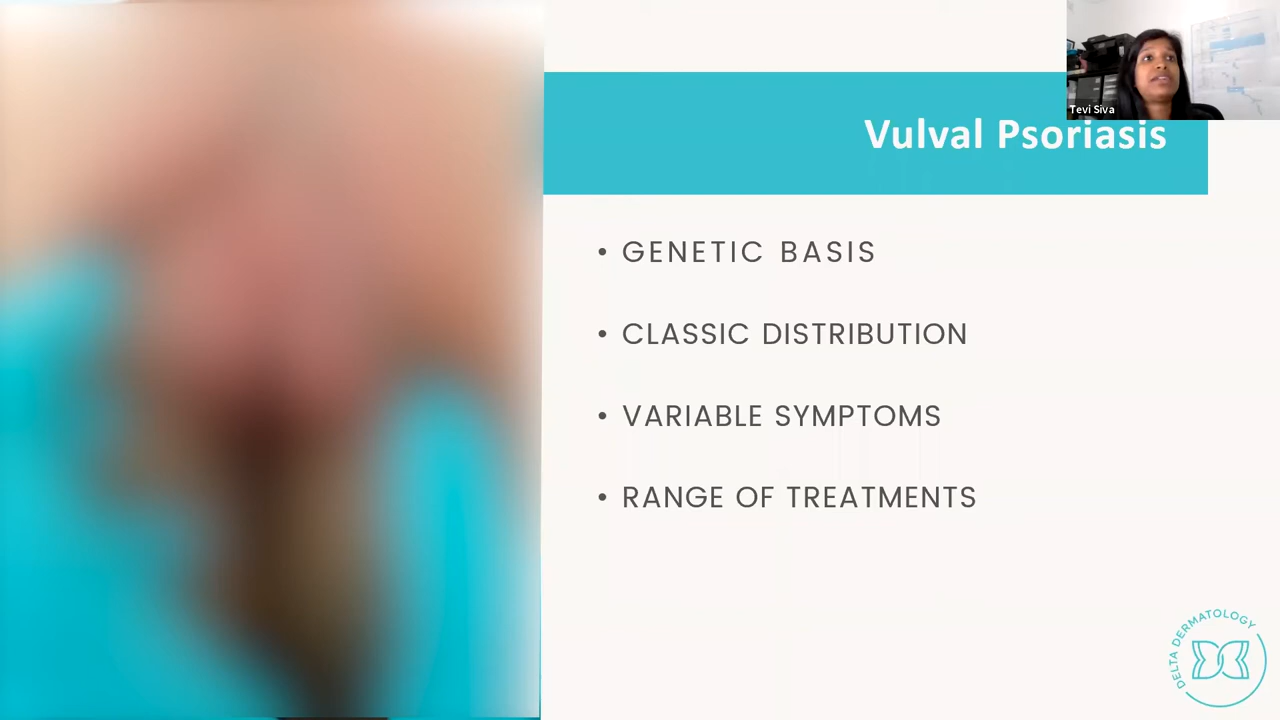 Tevi Siva
Vulval Psoriasis
• GENETIC BASIS
• CLASSIC DISTRIBUTION
• VARIABLE SYMPTOMS
• RANGE OF TREATMENTS
DELTA DERMATOLOGY